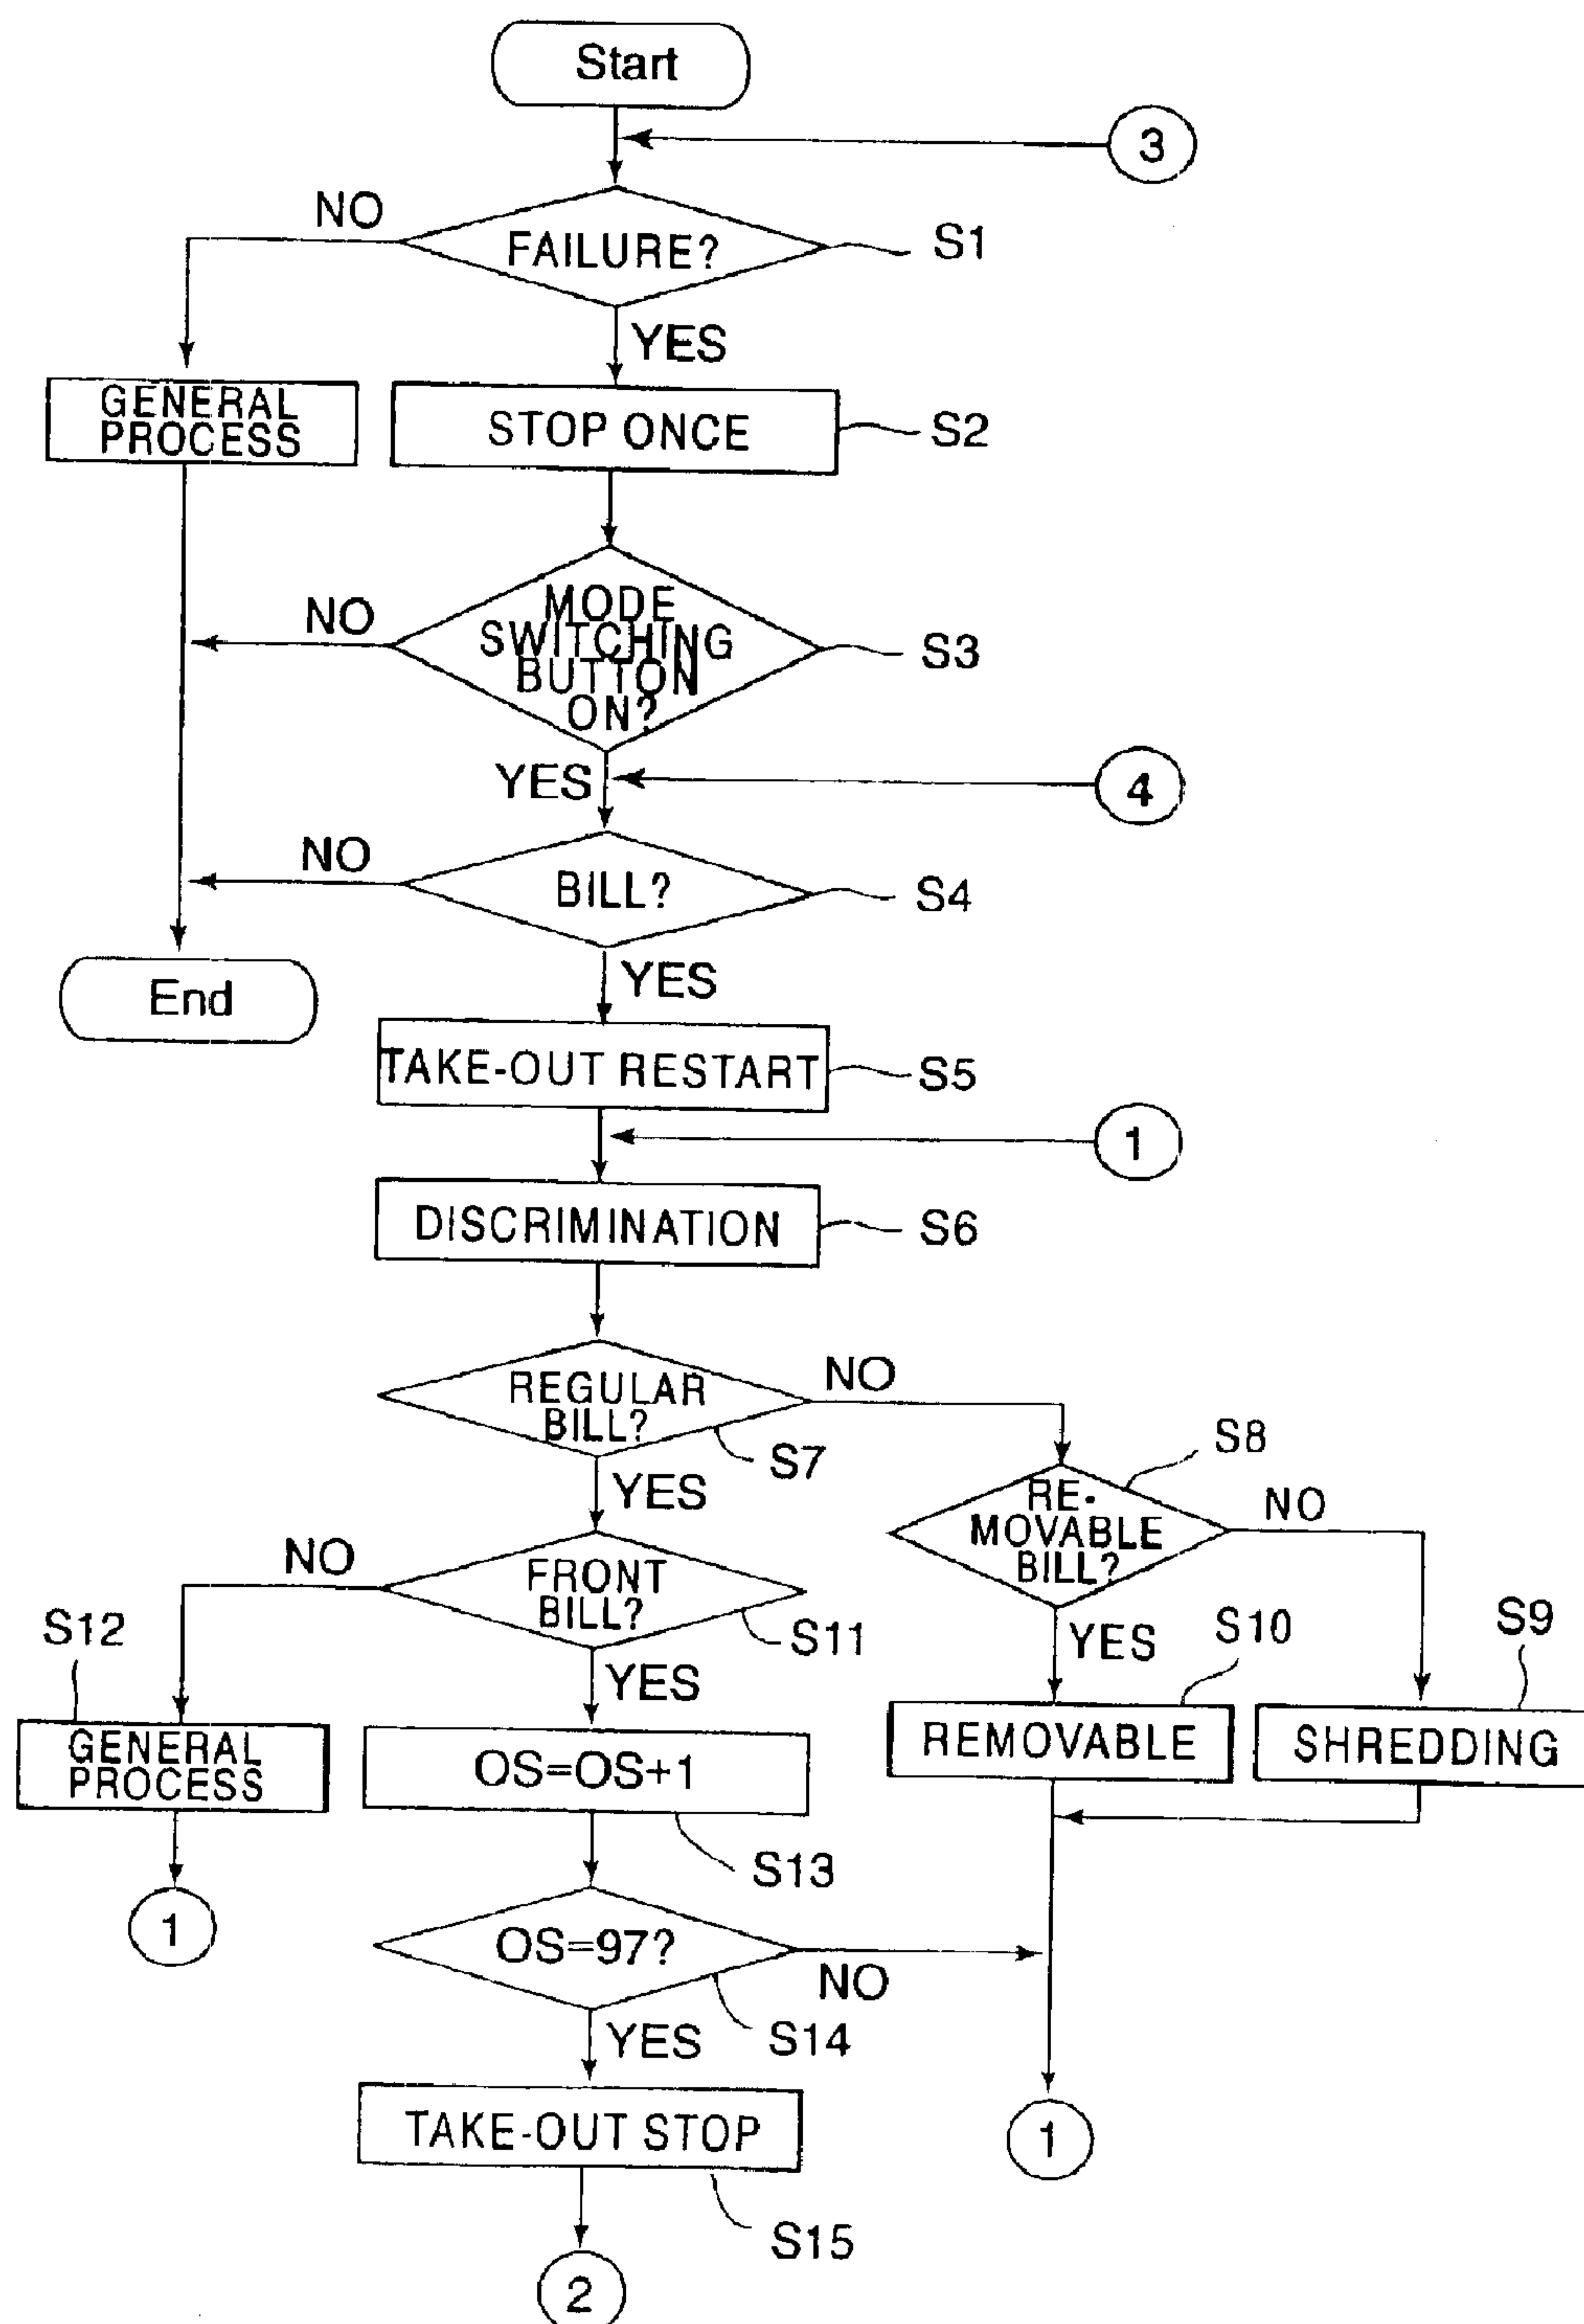 Start
3
NO
FAILURE?
S1
YES
GENERAL
PROCESS
STOP ONCE
S2
NO
MODE
SWITCHING
BUTTON
ON?
S3
YES
4
NO
BILL?
S4
YES
End
TAKE-OUT RESTART
S5
1
DISCRIMINATION
S6
REGULAR
BILL?
NO
S7
YES
S8
RE-
MOVABLE
BILL?
NO
NO
FRONT
BILL?
S11
S12
YES
YES
S10
S9
GENERAL
PROCESS
OS=OS+1
REMOVABLE
SHREDDING
S13
1
OS=97?
NO
S14
YES
TAKE-OUT STOP
1
S15
2